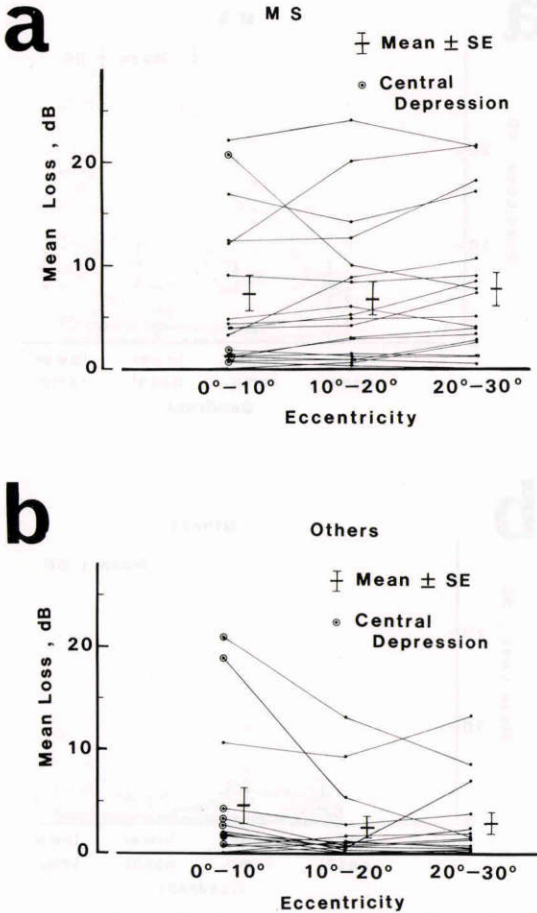 a
M S
Mean ± SE
Central
Depression
Mean Loss, dB
20
10
0
0°–10° 10°–20° 20°–30°
Eccentricity
b
Others
Mean ± SE
Central
Depression
Mean Loss, dB
20
10
0
0°–10° 10°–20° 20°–30°
Eccentricity